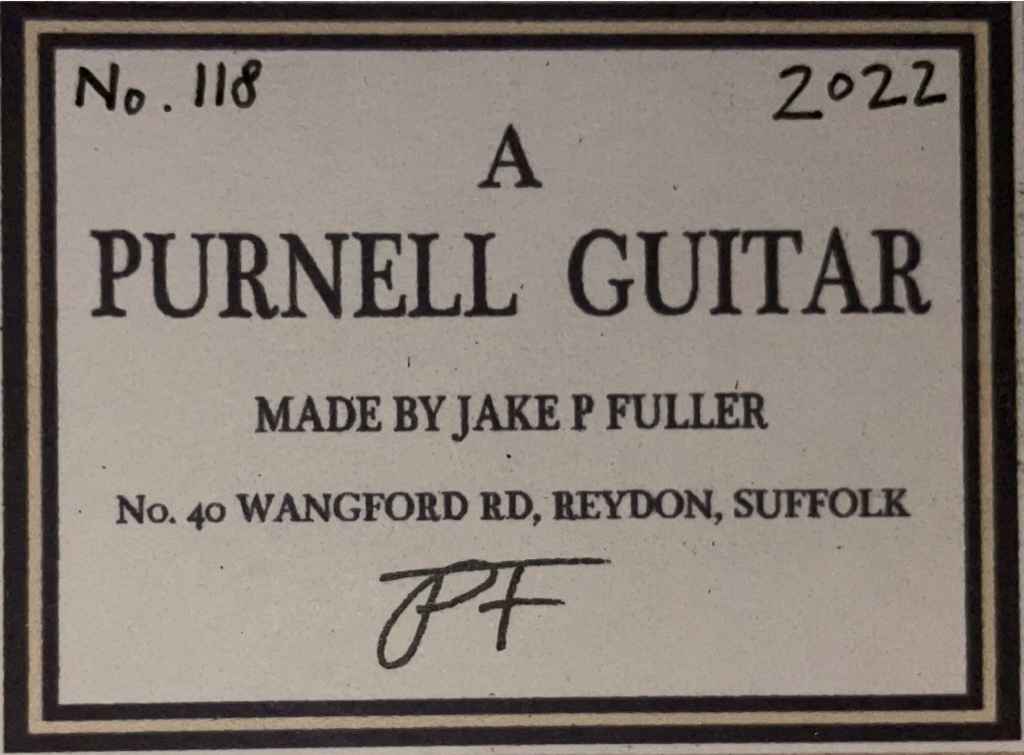 No. 118 2022
A
PURNELL GUITAR
MADE BY JAKE P FULLER
No. 40 WANGFORD RD, REYDON, SUFFOLK
JPF